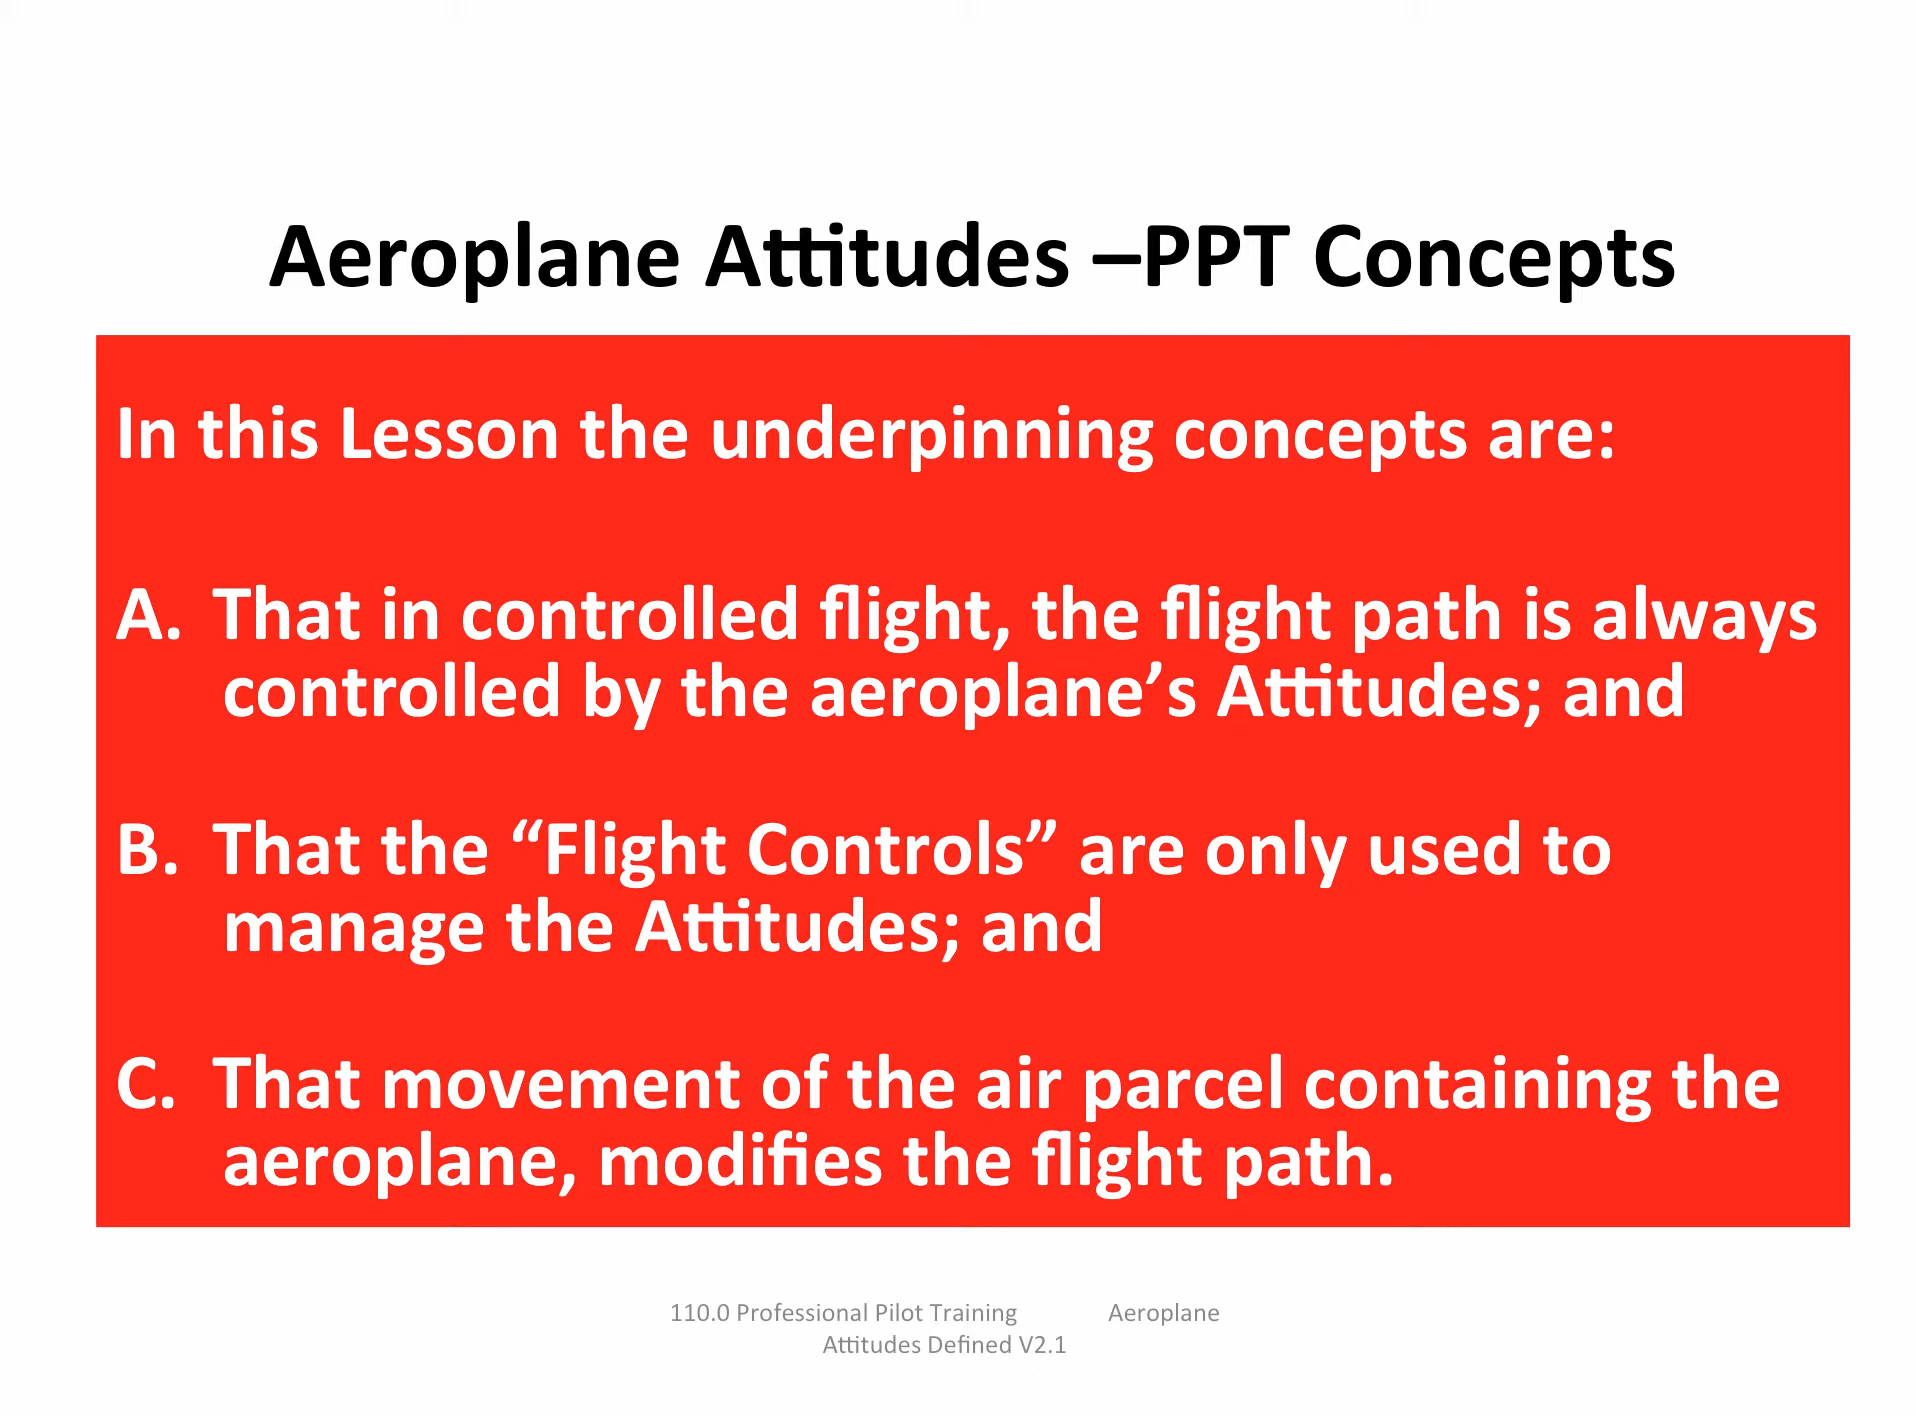 Aeroplane Attitudes –PPT Concepts
In this Lesson the underpinning concepts are:
A. That in controlled flight, the flight path is always
controlled by the aeroplane’s Attitudes; and
B. That the “Flight Controls” are only used to
manage the Attitudes; and
C. That movement of the air parcel containing the
aeroplane, modifies the flight path.
110.0 Professional Pilot Training Aeroplane
Attitudes Defined V2.1